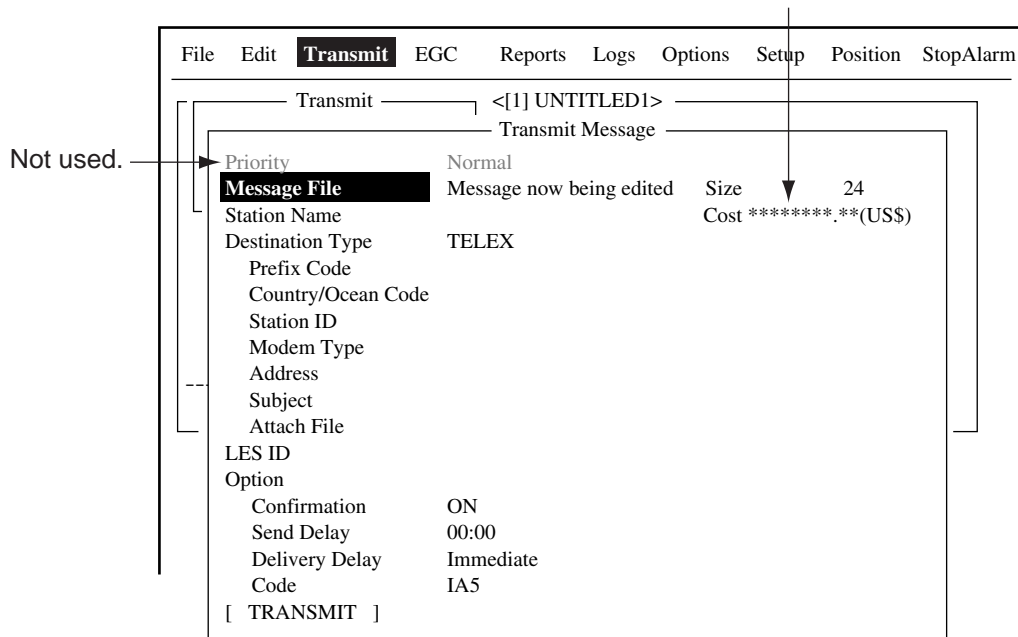 File Edit Transmit EGC Reports Logs Options Setup Position StopAlarm
Transmit <[1] UNTITLED1>
Transmit Message
Not used.
Priority Normal
Message File Message now being edited Size 24
Station Name Cost ********.**(US$)
Destination Type TELEX
Prefix Code
Country/Ocean Code
Station ID
Modem Type
Address
Subject
Attach File
LES ID
Option
Confirmation ON
Send Delay 00:00
Delivery Delay Immediate
Code IA5
[ TRANSMIT ]